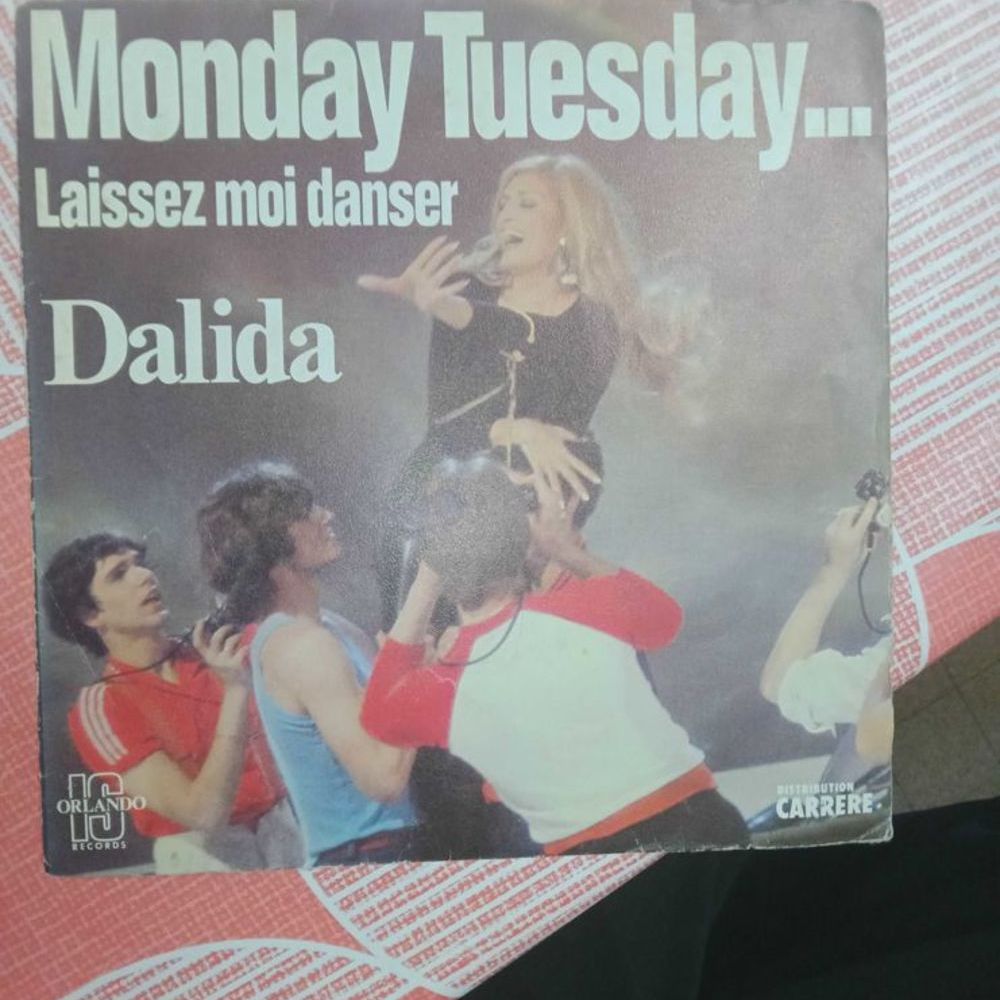 Monday Tuesday...
Laissez moi danser
Dalida
IS
ORLANDO
RECORDS
DISTRIBUTION
CARRERE